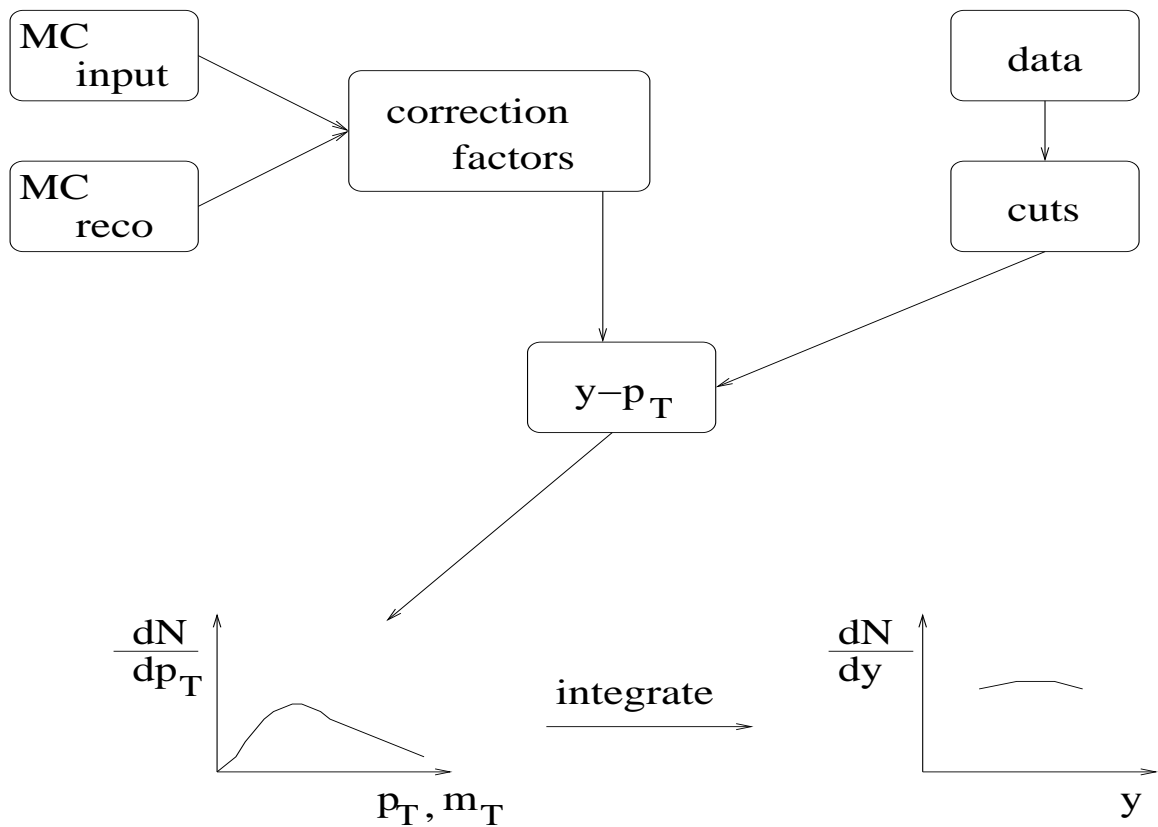 MC
input
MC
reco
correction
factors
data
cuts
y−p_T
dN
dp_T
p_T, m_T
integrate
dN
dy
y